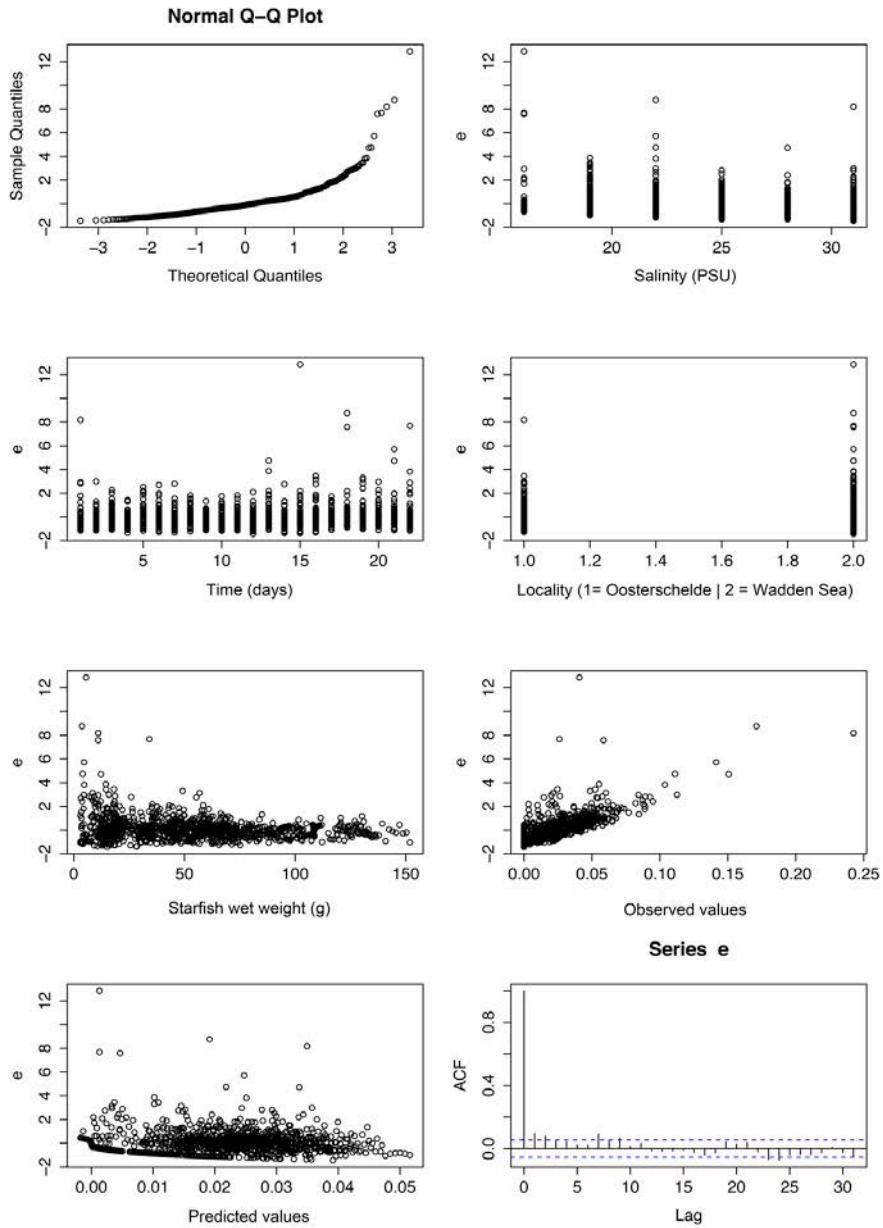 Normal Q–Q Plot
Sample Quantiles
−2 2 4 6 8 12
−3 −2 −1 0 1 2 3
Theoretical Quantiles
e
−2 2 4 6 8 12
20 25 30
Salinity (PSU)
e
−2 2 4 6 8 12
5 10 15 20
Time (days)
e
−2 2 4 6 8 12
1.0 1.2 1.4 1.6 1.8 2.0
Locality (1= Oosterschelde | 2 = Wadden Sea)
e
−2 2 4 6 8 12
0 50 100 150
Starfish wet weight (g)
e
−2 2 4 6 8 12
0.00 0.05 0.10 0.15 0.20 0.25
Observed values
e
−2 2 4 6 8 12
0.00 0.01 0.02 0.03 0.04 0.05
Predicted values
Series e
ACF
0.0 0.4 0.8
0 5 10 15 20 25 30
Lag